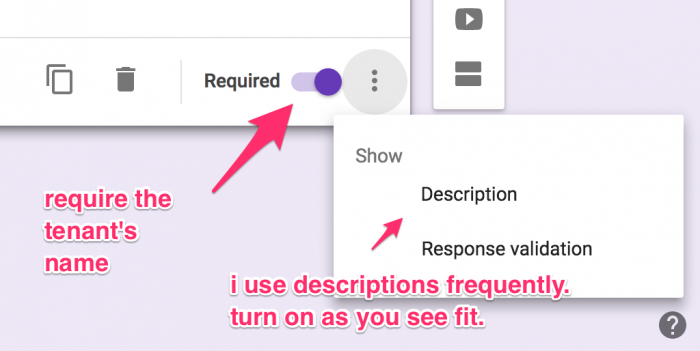 Required
Show
Description
Response validation
require the
tenant's
name
i use descriptions frequently.
turn on as you see fit.
?